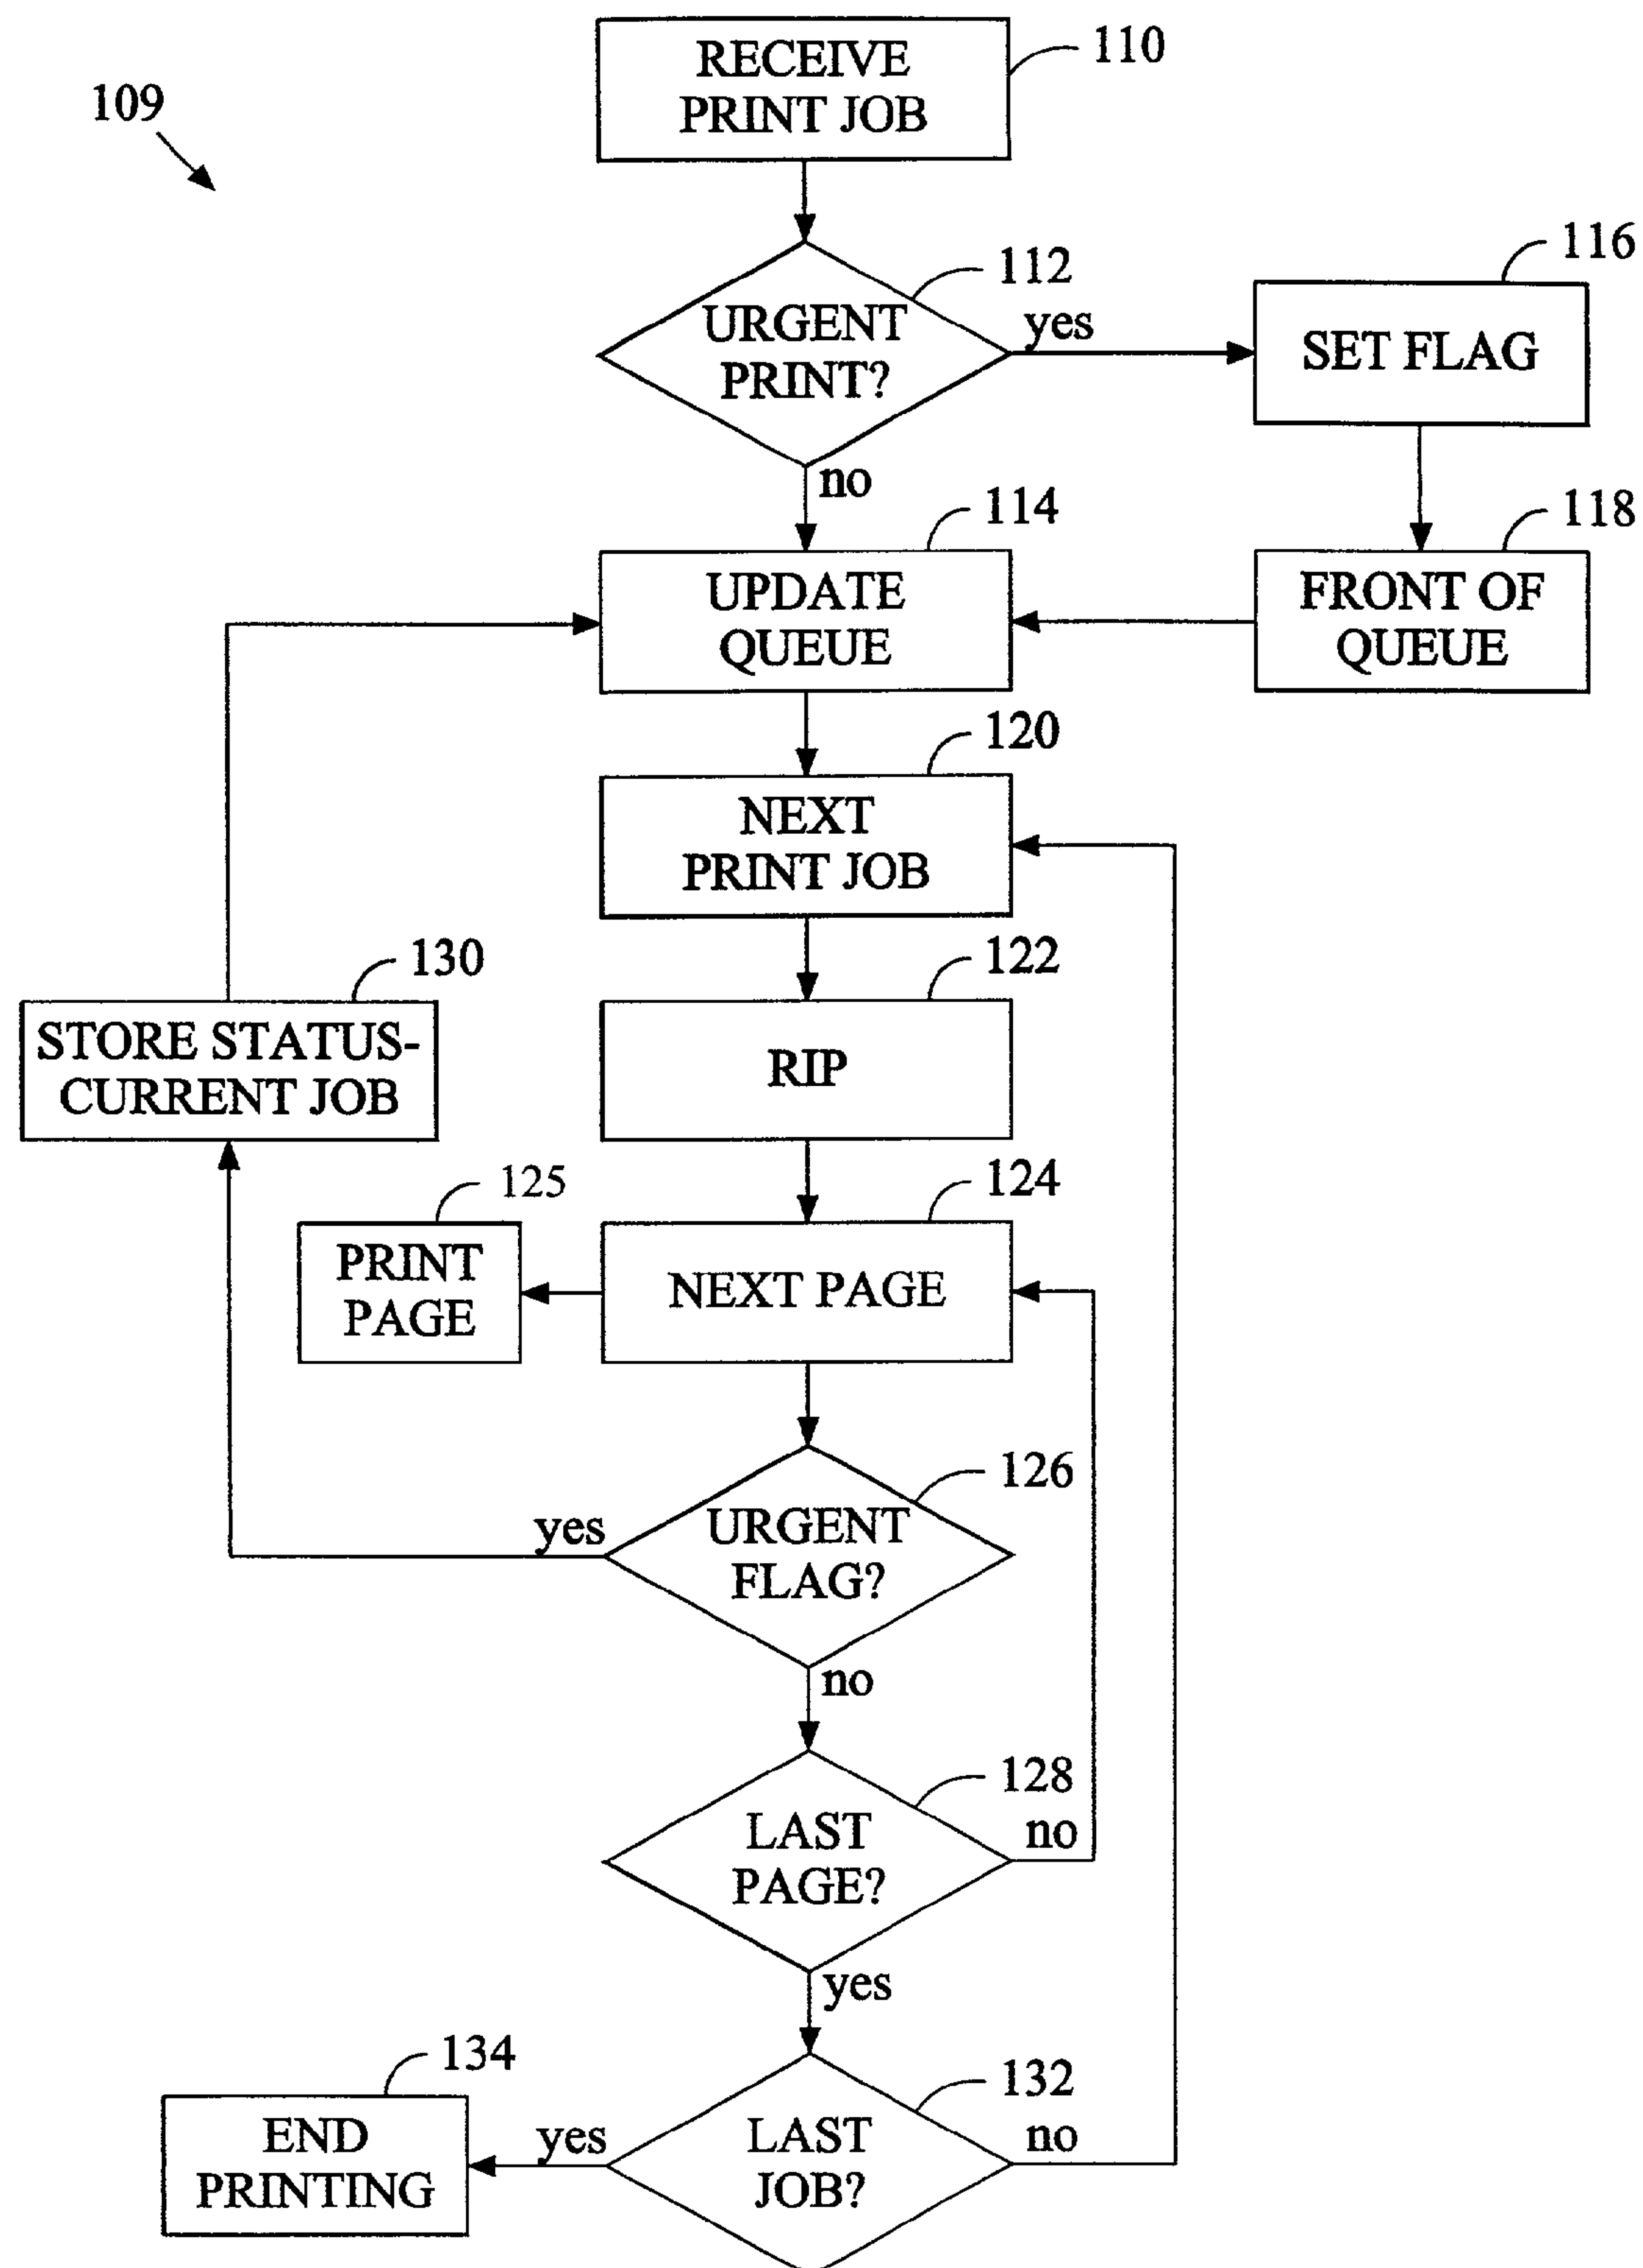 RECEIVE
PRINT JOB
110
109
URGENT
PRINT?
112
yes
no
SET FLAG
116
UPDATE
QUEUE
114
FRONT OF
QUEUE
118
NEXT
PRINT JOB
120
STORE STATUS-
CURRENT JOB
130
RIP
122
PRINT
PAGE
125
NEXT PAGE
124
URGENT
FLAG?
126
yes
no
LAST
PAGE?
128
no
yes
LAST
JOB?
132
yes
no
END
PRINTING
134